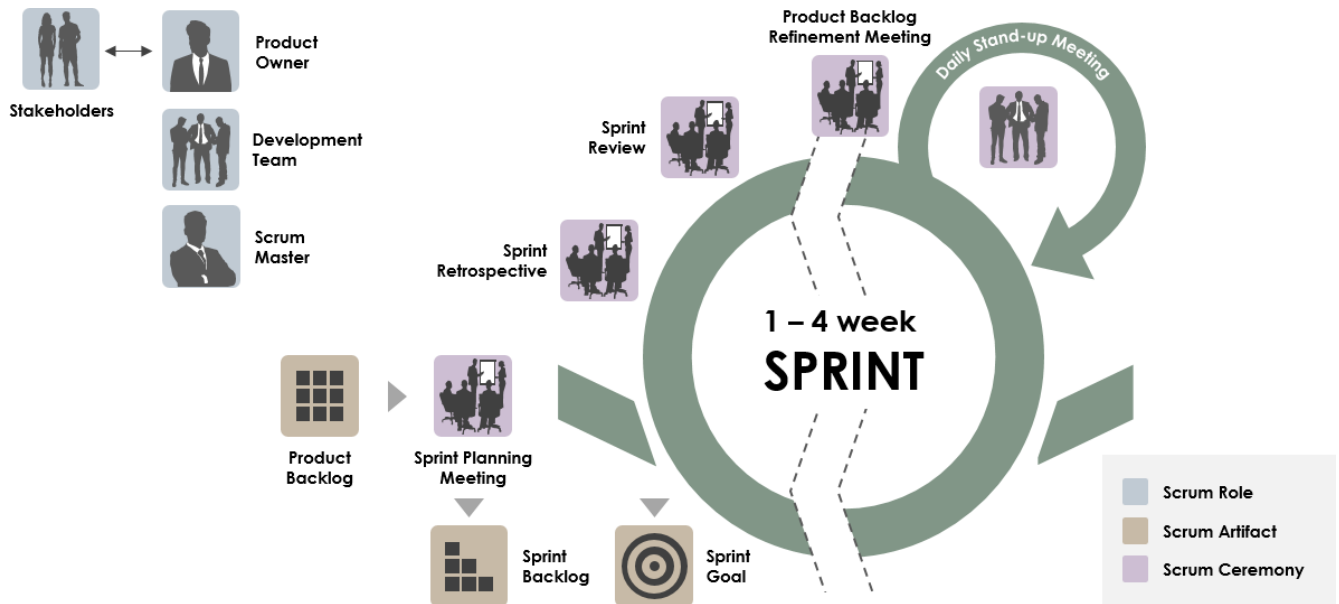 Stakeholders
Product
Owner
Development
Team
Scrum
Master
Product Backlog
Refinement Meeting
Daily Stand-up Meeting
Sprint
Review
Sprint
Retrospective
1 – 4 week
SPRINT
Product
Backlog
Sprint Planning
Meeting
Sprint
Backlog
Sprint
Goal
Scrum Role
Scrum Artifact
Scrum Ceremony